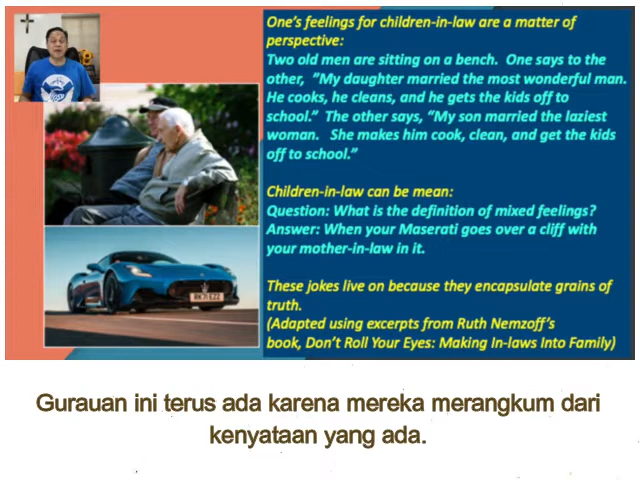 One's feelings for children-in-law are a matter of
perspective:
Two old men are sitting on a bench. One says to the
other, "My daughter married the most wonderful man.
He cooks, he cleans, and he gets the kids off to
school." The other says, "My son married the laziest
woman. She makes him cook, clean, and get the kids
off to school."
Children-in-law can be mean:
Question: What is the definition of mixed feelings?
Answer: When your Maserati goes over a cliff with
your mother-in-law in it.
These jokes live on because they encapsulate grains of
truth.
(Adapted using excerpts from Ruth Nemzoff's
book, Don't Roll Your Eyes: Making In-laws Into Family)
Gurauan ini terus ada karena mereka merangkum dari
kenyataan yang ada.